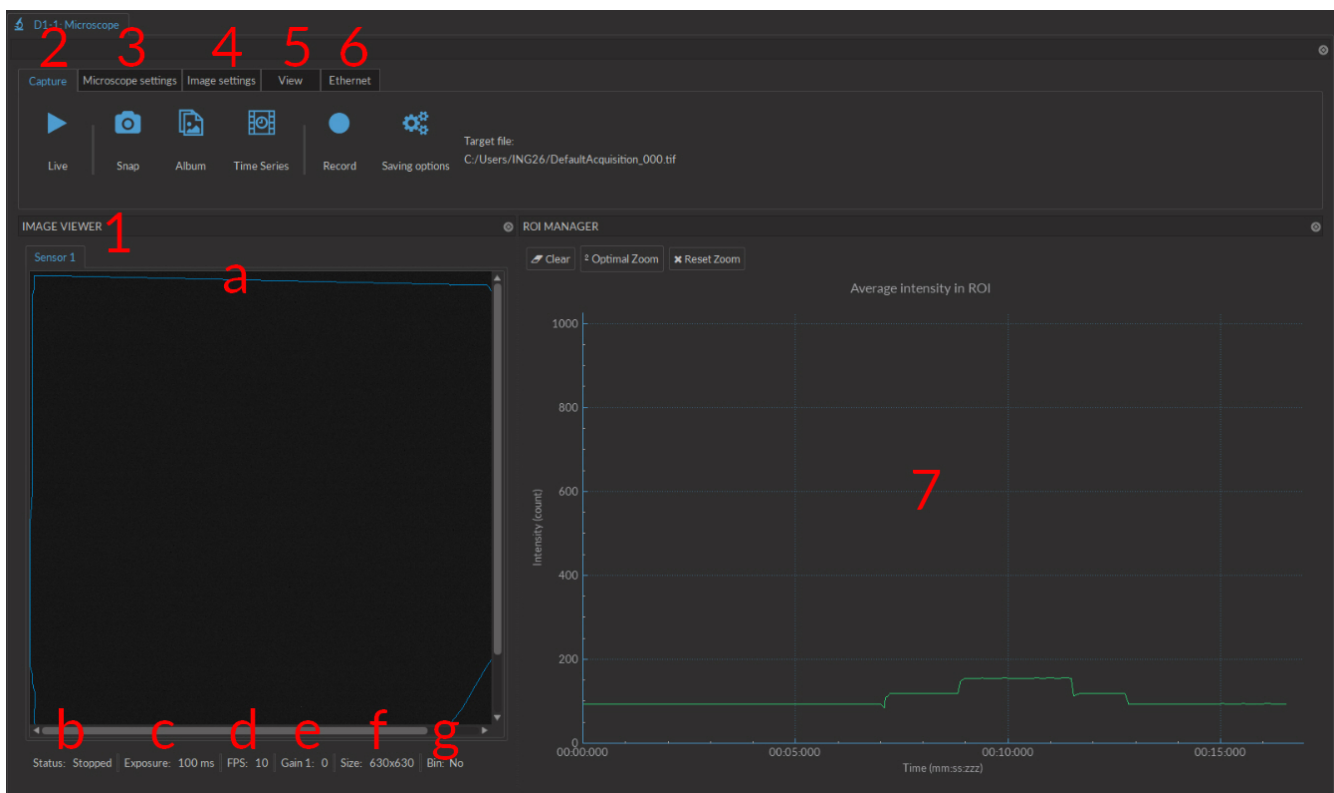 D1-1: Microscope
2 3 4 5 6
Capture Microscope settings Image settings View Ethernet
Live Snap Album Time Series Record Saving options
Target file:
C:/Users/ING26/DefaultAcquisition_000.tif
IMAGE VIEWER
1
Sensor 1
a
b c d e f g
Status: Stopped Exposure: 100 ms FPS: 10 Gain 1: 0 Size: 630x630 Bin: No
ROI MANAGER
Clear Optimal Zoom Reset Zoom
Average intensity in ROI
1000
800
600
400
200
0
Intensity (count)
7
00:00:000 00:05:000 00:10:000 00:15:000
Time (mm:ss:zzz)